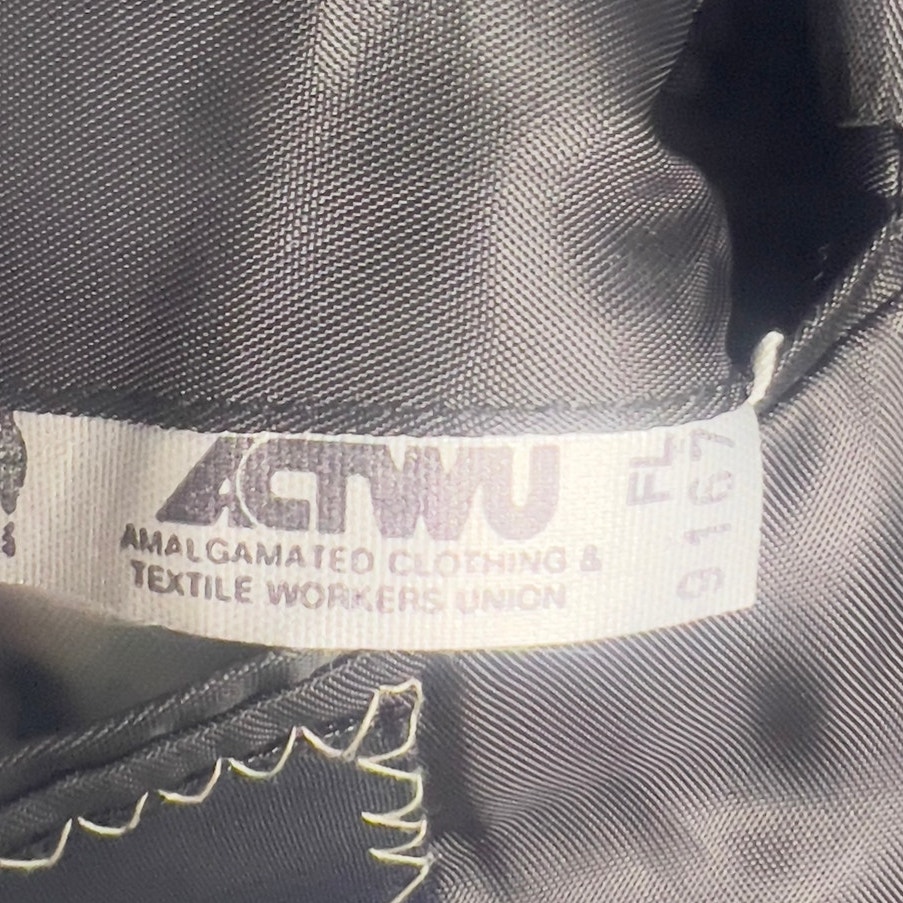 ACTWU
AMALGAMATED CLOTHING &
TEXTILE WORKERS UNION
FL
9167